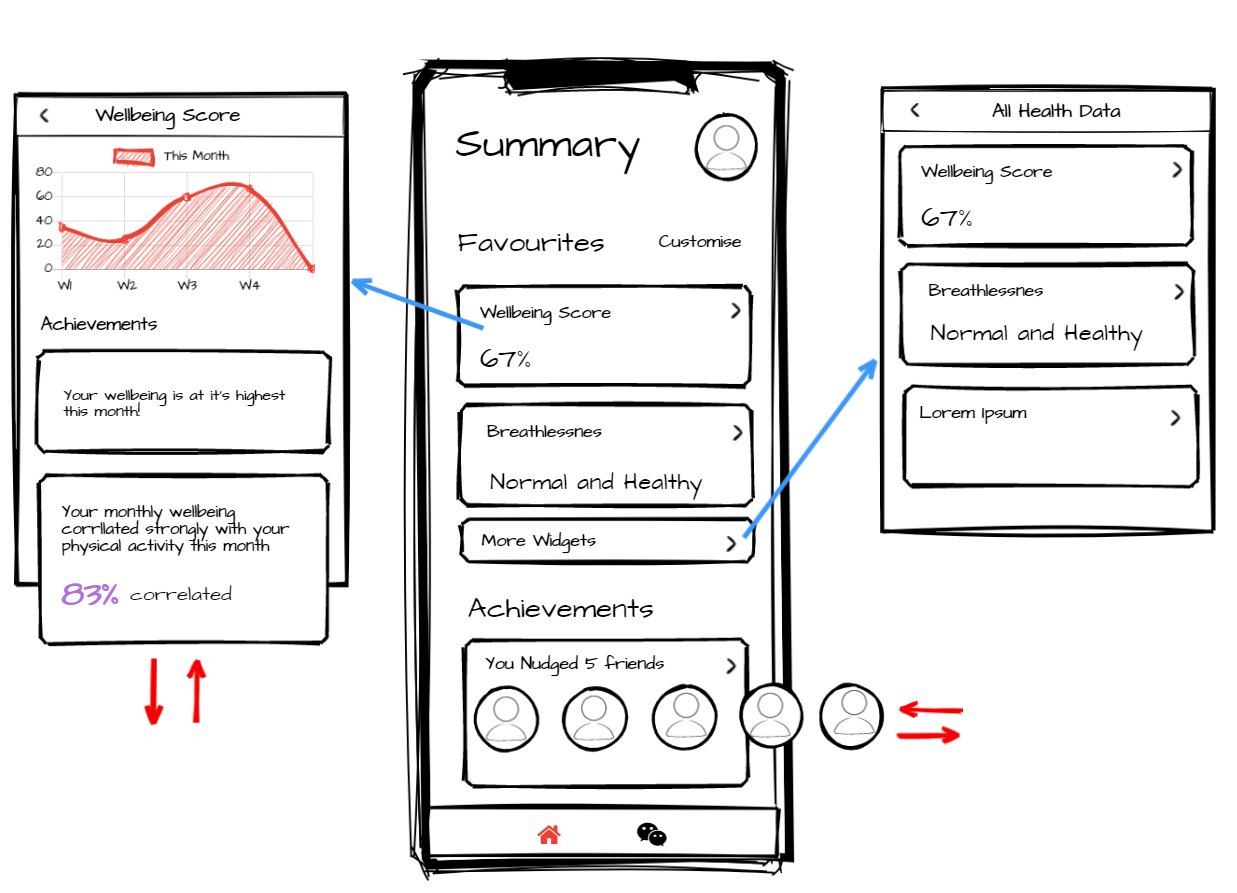 Wellbeing Score
This Month
80
60
40
20
0
W1
W2
W3
W4
Achievements
Your wellbeing is at it's highest
this month!
Your monthly wellbeing
corrllated strongly with your
physical activity this month
83% correlated
Summary
Favourites
Customise
Wellbeing Score
67%
Breathlessnes
Normal and Healthy
More Widgets
Achievements
You Nudged 5 friends
All Health Data
Wellbeing Score
67%
Breathlessnes
Normal and Healthy
Lorem Ipsum